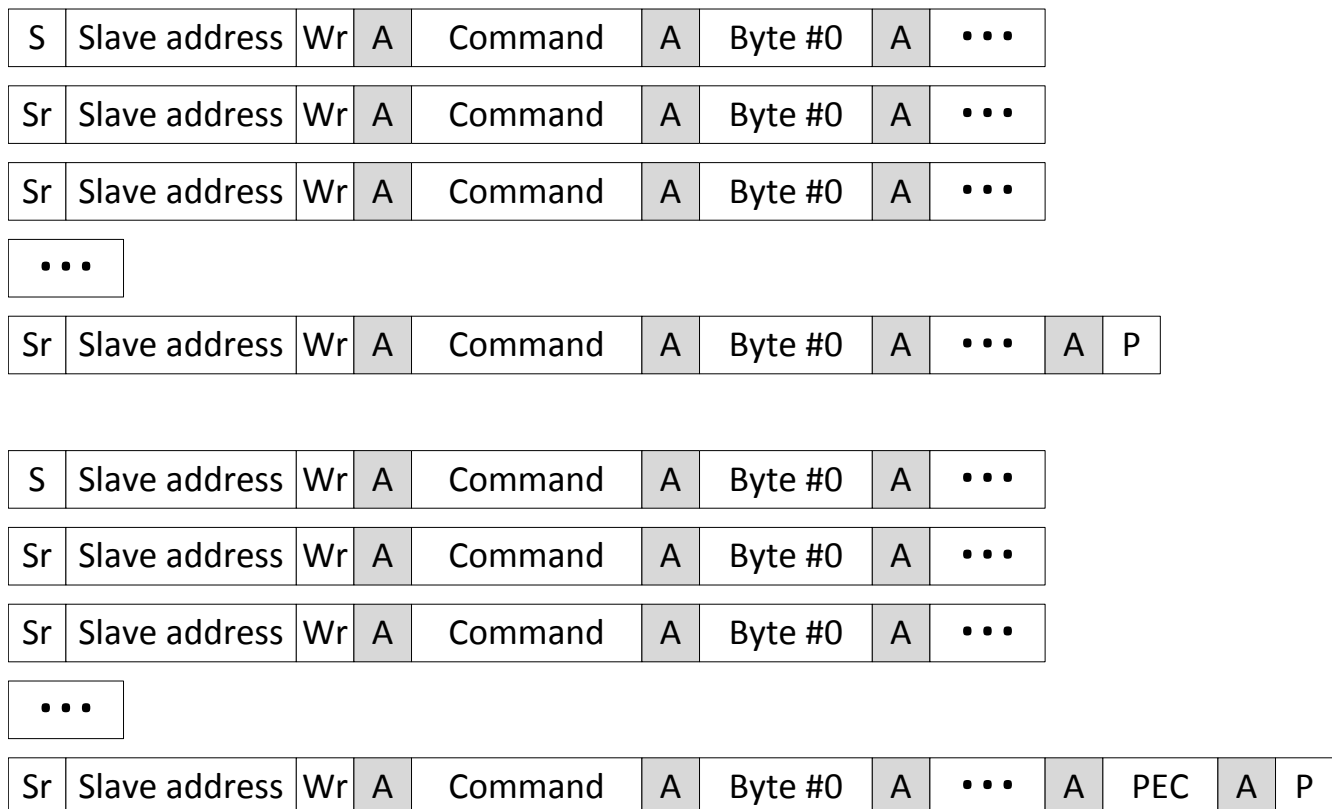 S Slave address Wr A Command A Byte #0 A •••
Sr Slave address Wr A Command A Byte #0 A •••
Sr Slave address Wr A Command A Byte #0 A •••
•••
Sr Slave address Wr A Command A Byte #0 A ••• A P
S Slave address Wr A Command A Byte #0 A •••
Sr Slave address Wr A Command A Byte #0 A •••
Sr Slave address Wr A Command A Byte #0 A •••
•••
Sr Slave address Wr A Command A Byte #0 A ••• A PEC A P